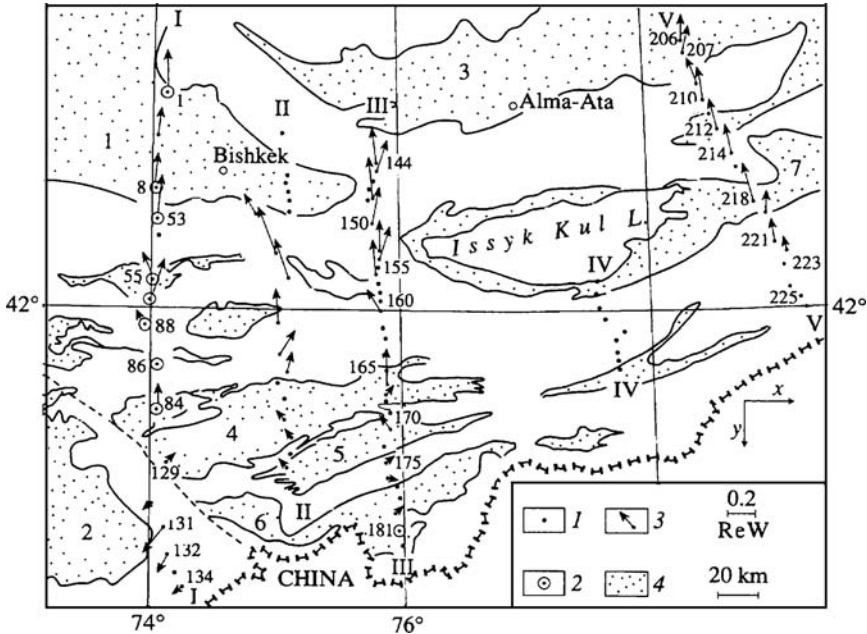 I
V
206
207
3
1
II
III
Alma-Ata
210
1
212
144
Bishkek
214
7
8
218
53
150
Issyk Kul L.
221
155
IV
223
55
42°
160
225
42°
88
V
86
165
IV
x
84
170
y
4
5
129
175
II
0.2
1
3
ReW
2
6
131
181
132
20 km
2
4
CHINA
III
134
I
74°
76°